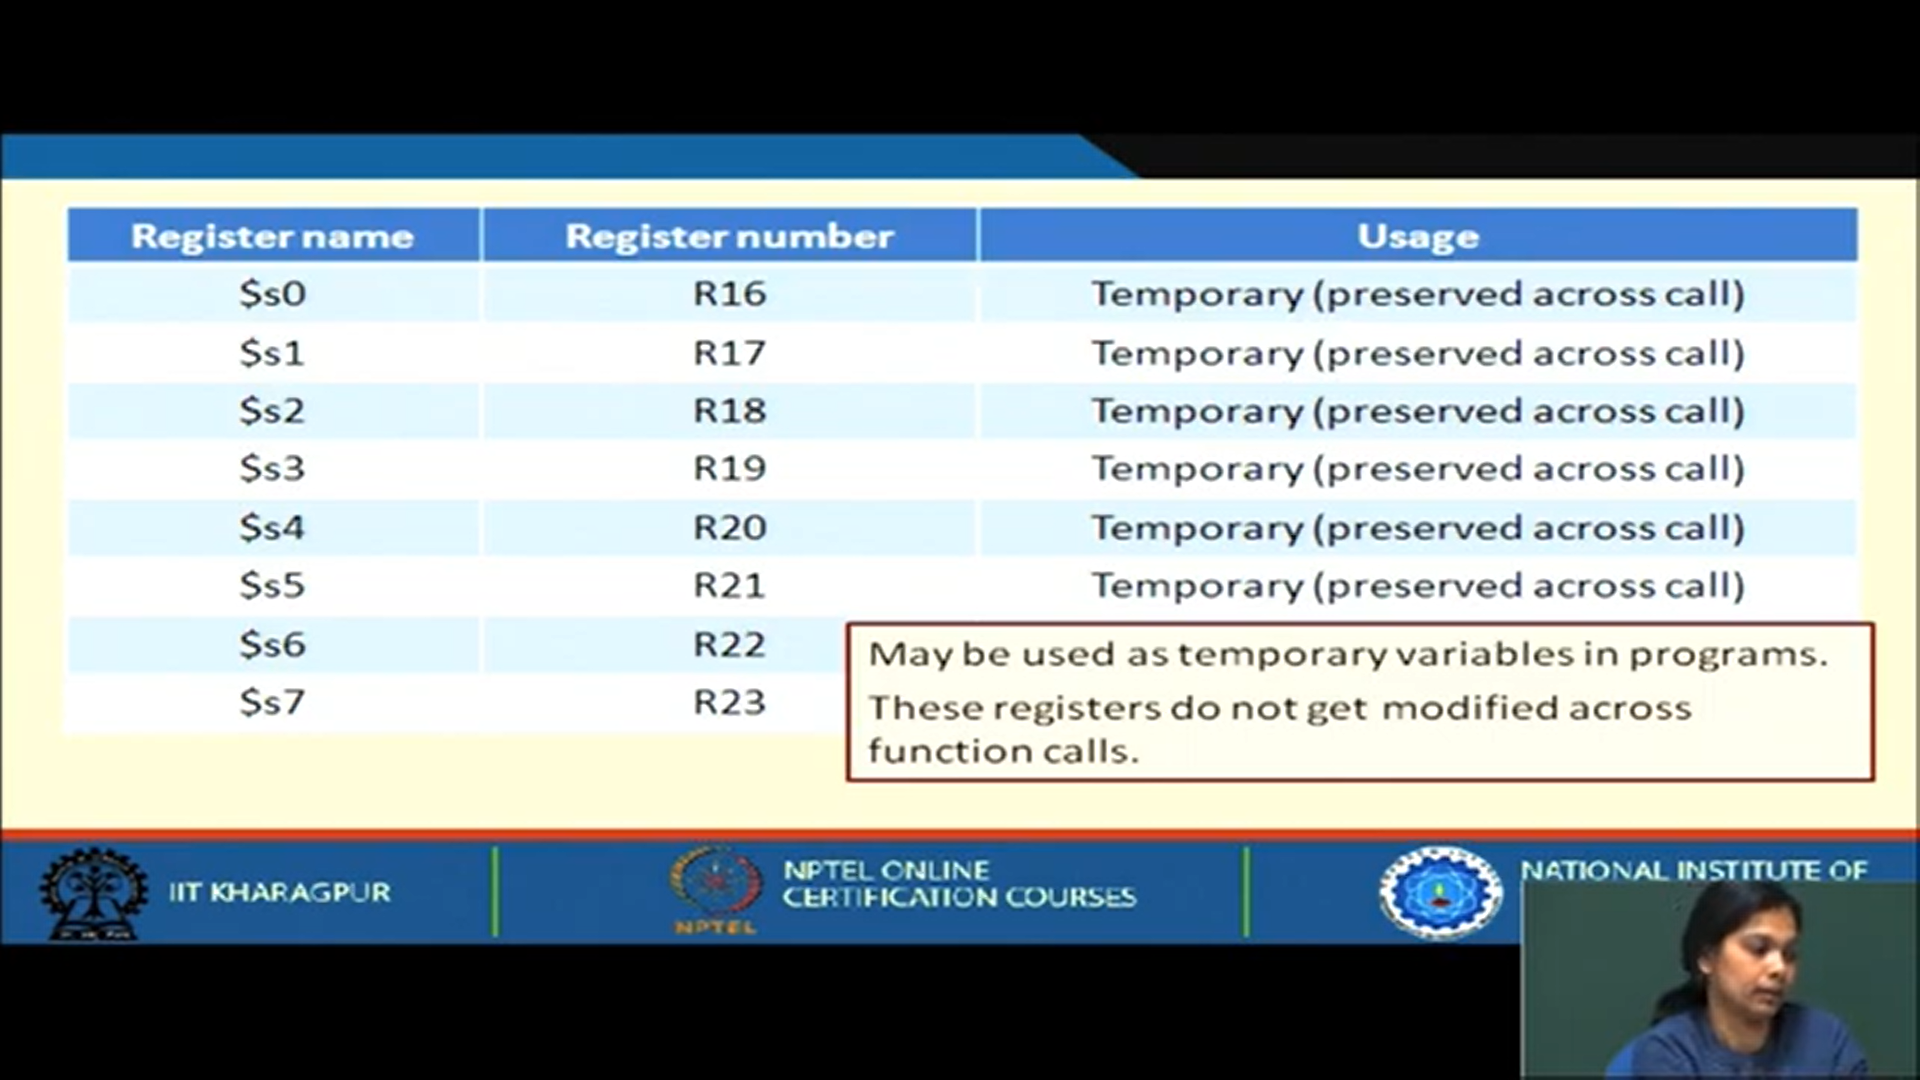 Register name Register number Usage
$s0 R16 Temporary (preserved across call)
$s1 R17 Temporary (preserved across call)
$s2 R18 Temporary (preserved across call)
$s3 R19 Temporary (preserved across call)
$s4 R20 Temporary (preserved across call)
$s5 R21 Temporary (preserved across call)
$s6 R22
$s7 R23
May be used as temporary variables in programs.
These registers do not get modified across
function calls.
IIT KHARAGPUR
NPTEL
NPTEL ONLINE
CERTIFICATION COURSES
NATIONAL INSTITUTE OF